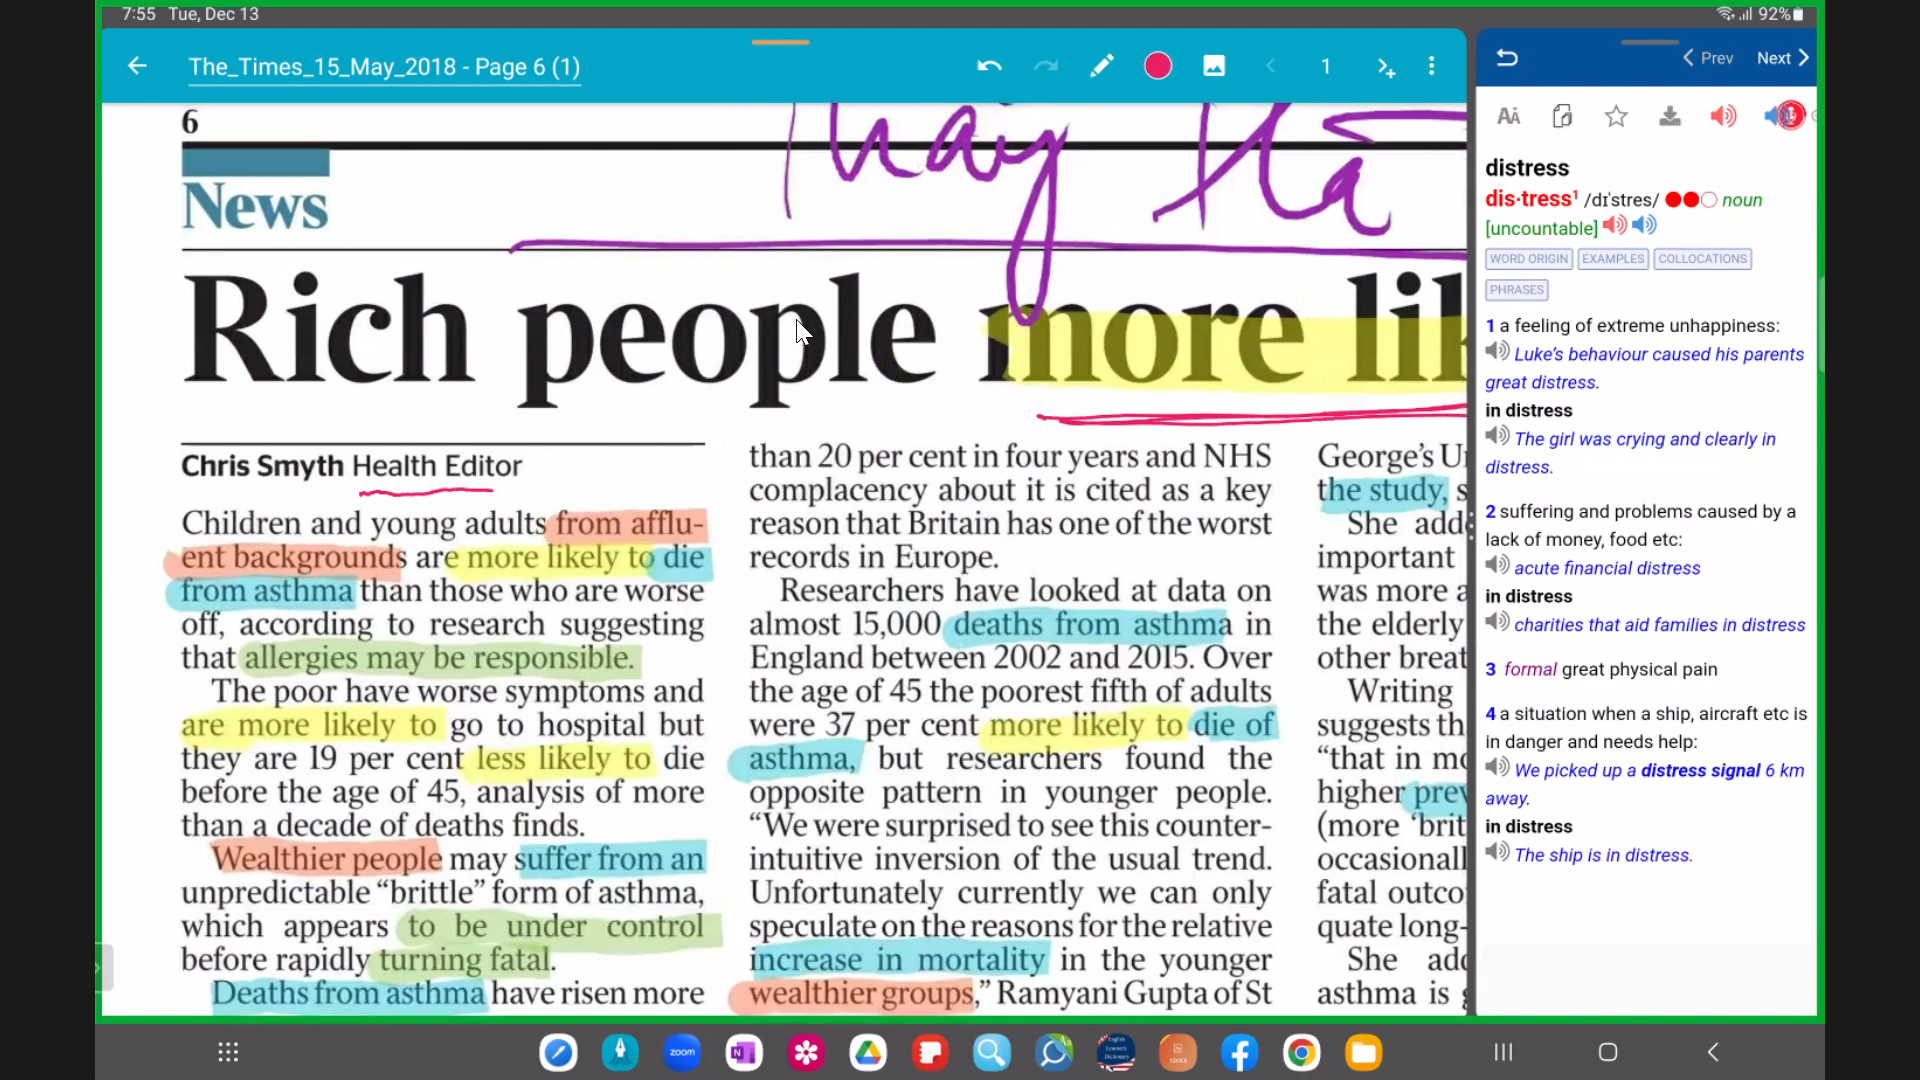 7:55 Tue, Dec 13
92%
The_Times_15_May_2018 - Page 6 (1)
1
6
Thầy Hà
News
Rich people more lik
Chris Smyth Health Editor
Children and young adults from afflu-
ent backgrounds are more likely to die
from asthma than those who are worse
off, according to research suggesting
that allergies may be responsible.
The poor have worse symptoms and
are more likely to go to hospital but
they are 19 per cent less likely to die
before the age of 45, analysis of more
than a decade of deaths finds.
Wealthier people may suffer from an
unpredictable “brittle” form of asthma,
which appears to be under control
before rapidly turning fatal.
Deaths from asthma have risen more
than 20 per cent in four years and NHS
complacency about it is cited as a key
reason that Britain has one of the worst
records in Europe.
Researchers have looked at data on
almost 15,000 deaths from asthma in
England between 2002 and 2015. Over
the age of 45 the poorest fifth of adults
were 37 per cent more likely to die of
asthma, but researchers found the
opposite pattern in younger people.
“We were surprised to see this counter-
intuitive inversion of the usual trend.
Unfortunately currently we can only
speculate on the reasons for the relative
increase in mortality in the younger
wealthier groups,” Ramyani Gupta of St
George’s U
the study, s
She add
important
was more a
the elderly
other breat
Writing
suggests th
“that in mo
higher prev
(more ‘brit
occasionall
fatal outco
quate long-
She add
asthma is g
Prev Next
distress
dis·tress¹ /dɪˈstres/ noun
[uncountable]
WORD ORIGIN EXAMPLES COLLOCATIONS
PHRASES
1 a feeling of extreme unhappiness:
Luke’s behaviour caused his parents
great distress.
in distress
The girl was crying and clearly in
distress.
2 suffering and problems caused by a
lack of money, food etc:
acute financial distress
in distress
charities that aid families in distress
3 formal great physical pain
4 a situation when a ship, aircraft etc is
in danger and needs help:
We picked up a distress signal 6 km
away.
in distress
The ship is in distress.
zoom